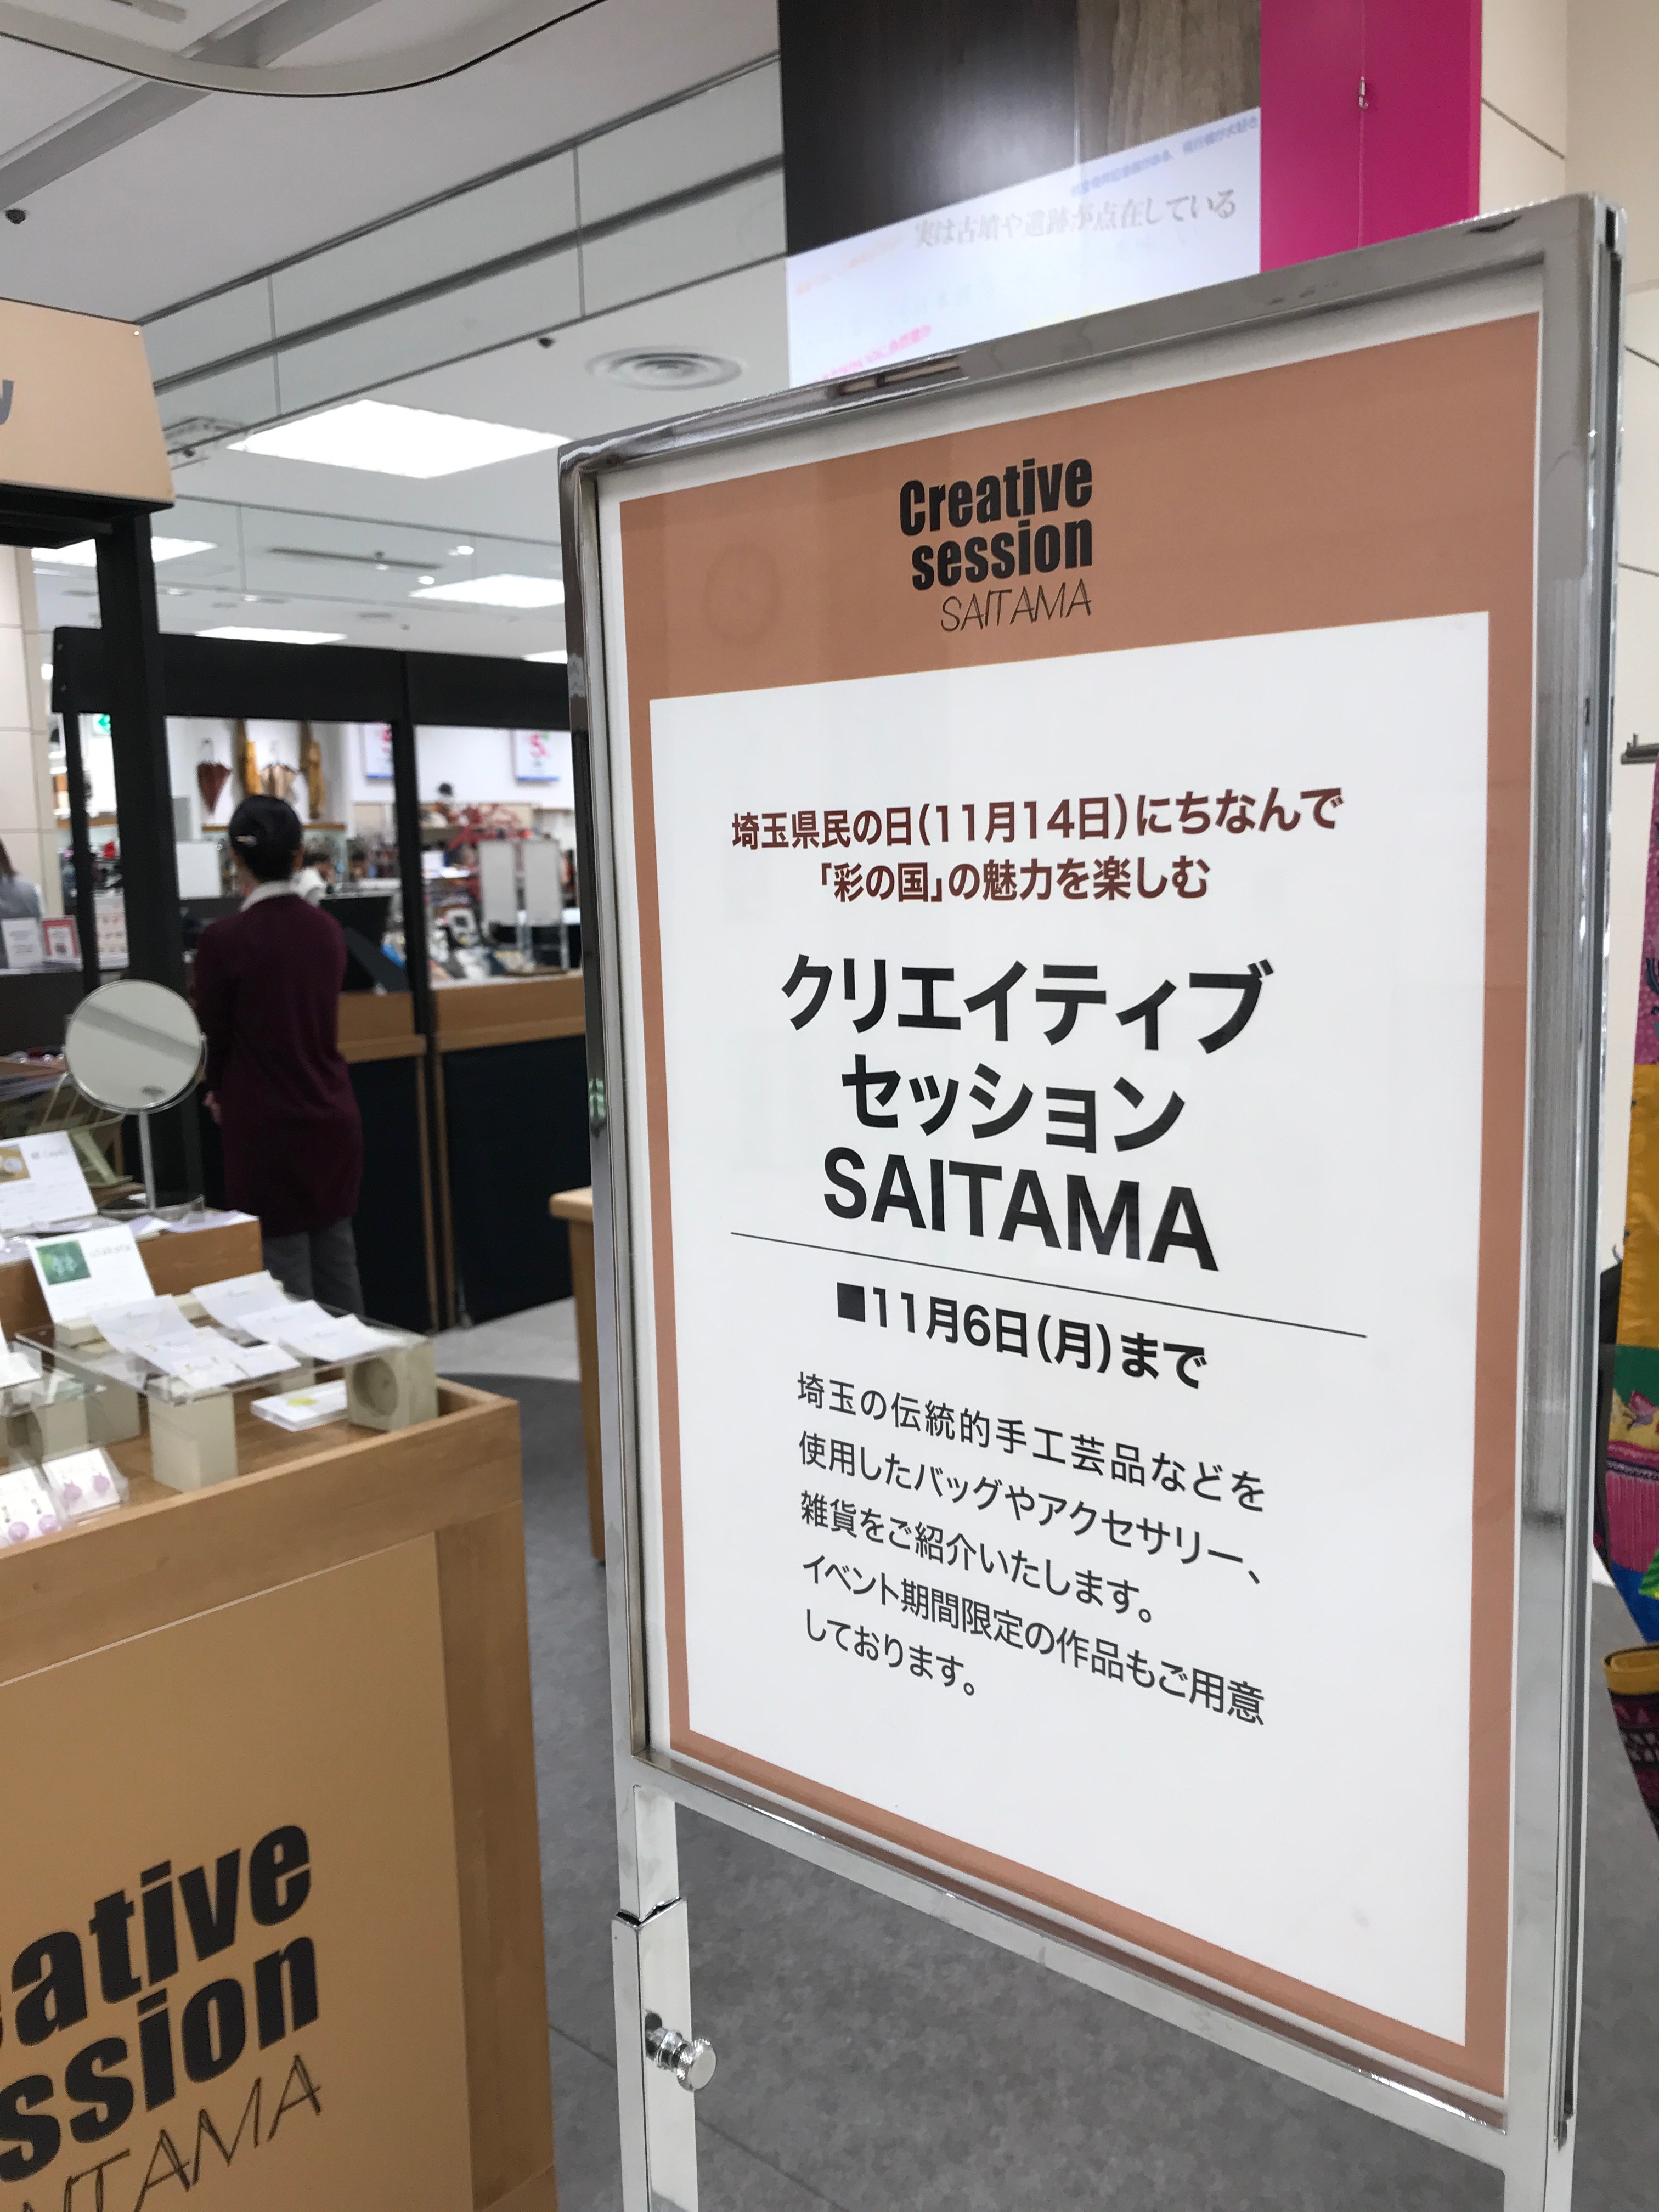 実は古墳や遺跡が点在している
Creative
session
SAITAMA
埼玉県民の日(11月14日)にちなんで
「彩の国」の魅力を楽しむ
クリエイティブ
セッション
SAITAMA
■11月6日(月)まで
埼玉の伝統的手工芸品などを
使用したバッグやアクセサリー、
雑貨をご紹介いたします。
イベント期間限定の作品もご用意
しております。
y
eative
ession
AITAMA